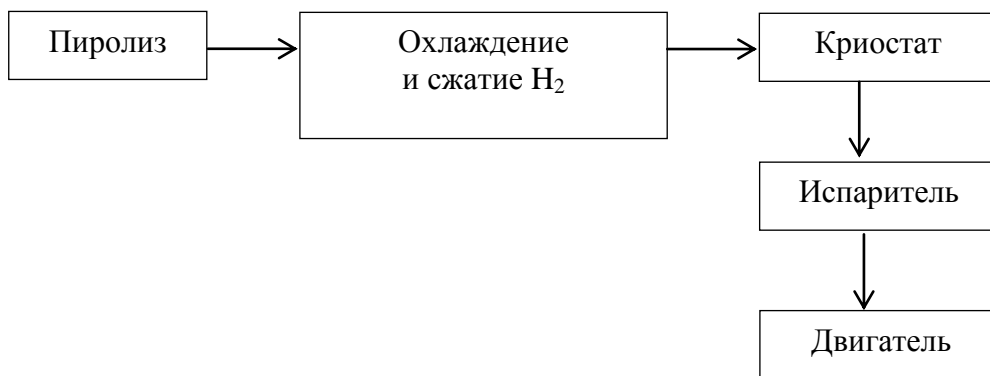 Пиролиз
Охлаждение
и сжатие H₂
Криостат
Испаритель
Двигатель